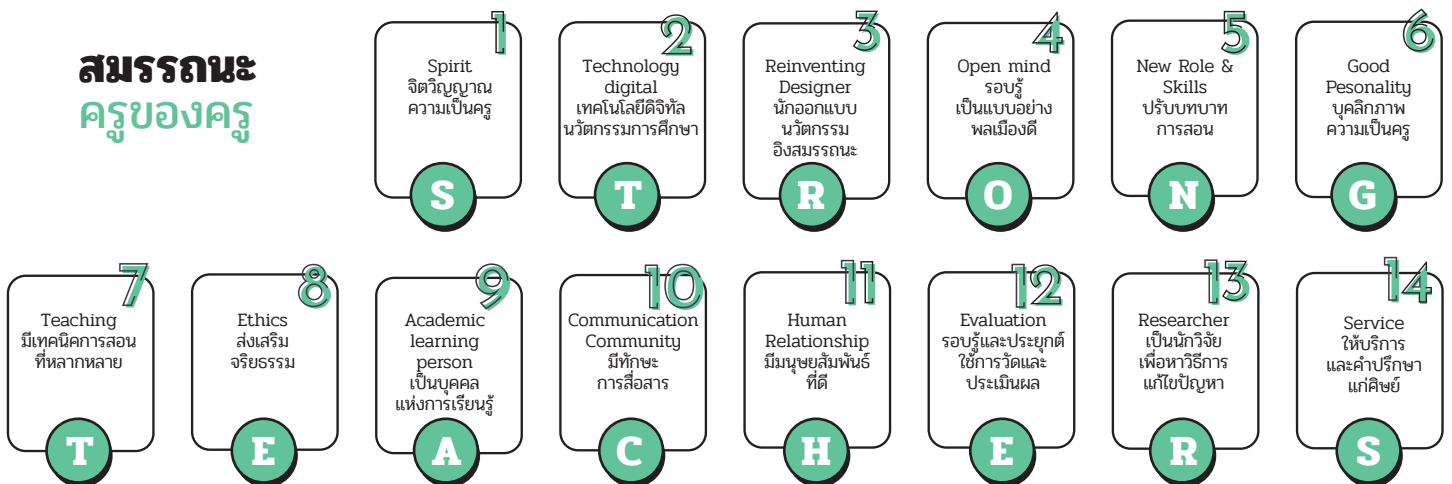 สมรรถนะ
ครูของครู
1
Spirit
จิตวิญญาณ
ความเป็นครู
S
2
Technology
digital
เทคโนโลยีดิจิทัล
นวัตกรรมการศึกษา
T
3
Reinventing
Designer
นักออกแบบ
นวัตกรรม
อิงสมรรถนะ
R
4
Open mind
รอบรู้
เป็นแบบอย่าง
พลเมืองดี
O
5
New Role &
Skills
ปรับบทบาท
การสอน
N
6
Good
Pesonality
บุคลิกภาพ
ความเป็นครู
G
7
Teaching
มีเทคนิคการสอน
ที่หลากหลาย
T
8
Ethics
ส่งเสริม
จริยธรรม
E
9
Academic
learning
person
เป็นบุคคล
แห่งการเรียนรู้
A
10
Communication
Community
มีทักษะ
การสื่อสาร
C
11
Human
Relationship
มีมนุษยสัมพันธ์
ที่ดี
H
12
Evaluation
รอบรู้และประยุกต์
ใช้การวัดและ
ประเมินผล
E
13
Researcher
เป็นนักวิจัย
เพื่อหาวิธีการ
แก้ไขปัญหา
R
14
Service
ให้บริการ
และคำปรึกษา
แก่ศิษย์
S